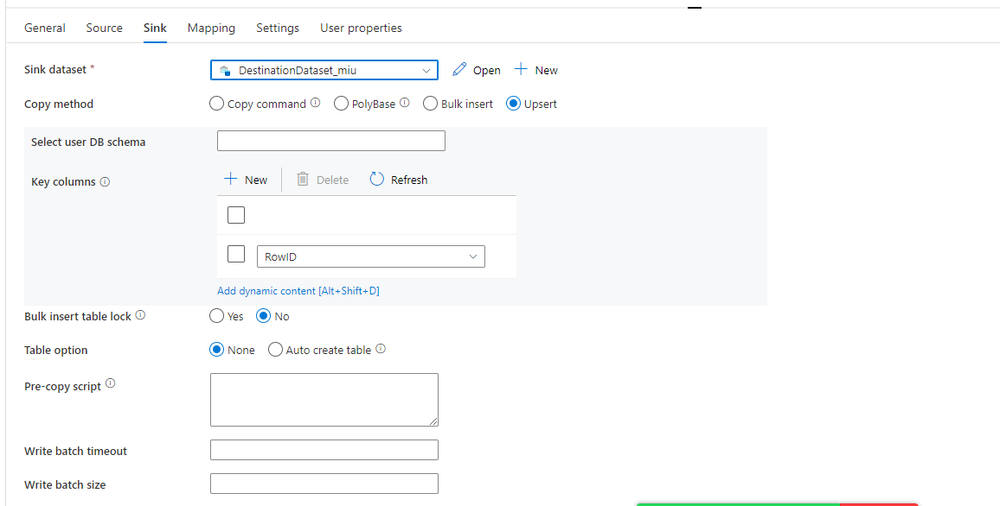 General Source Sink Mapping Settings User properties
Sink dataset * DestinationDataset_miu Open New
Copy method Copy command PolyBase Bulk insert Upsert
Select user DB schema
Key columns New Delete Refresh
RowID
Add dynamic content [Alt+Shift+D]
Bulk insert table lock Yes No
Table option None Auto create table
Pre-copy script
Write batch timeout
Write batch size